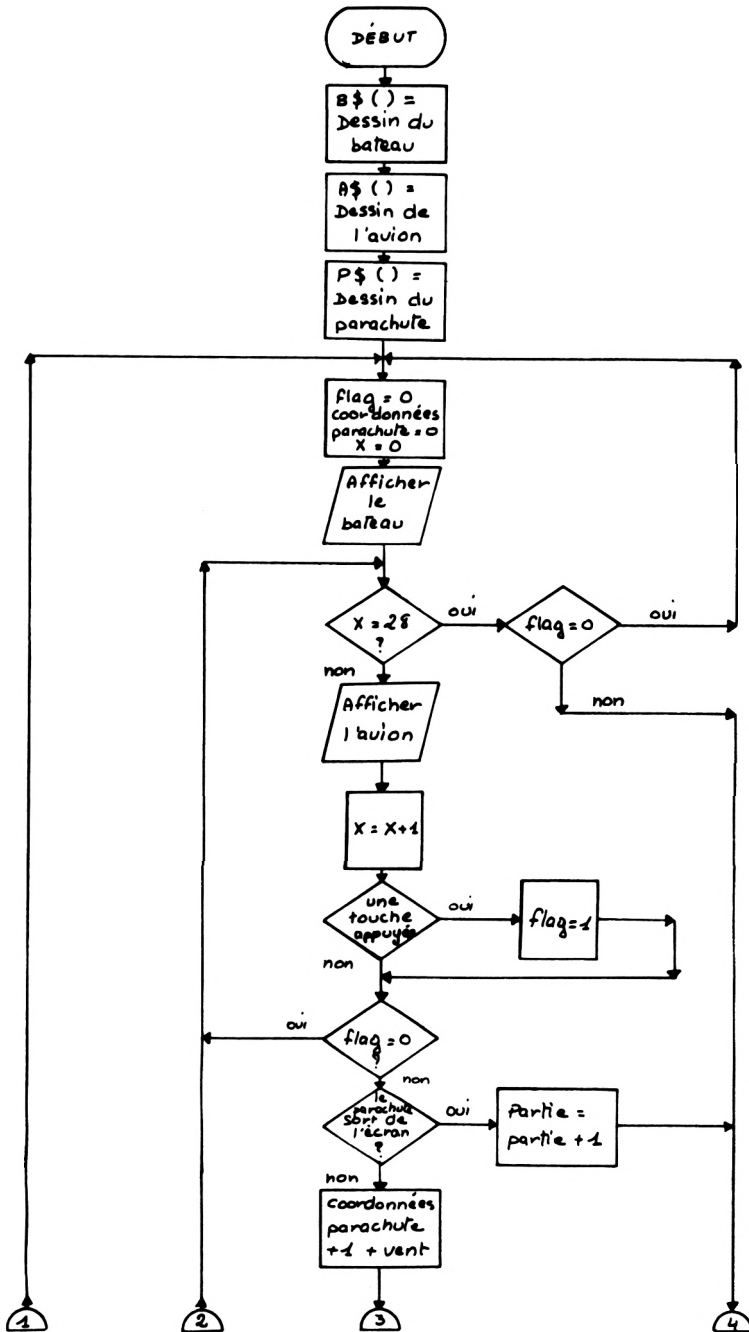 DÉBUT
B$ ( ) =
Dessin du
bateau
A$ ( ) =
Dessin de
l'avion
P$ ( ) =
Dessin du
parachute
flag = 0
coordonnées
parachute = 0
X = 0
Afficher
le
bateau
X = 28
?
oui
flag = 0
oui
non
non
Afficher
l'avion
X = X+1
une
touche
appuyée
oui
flag=1
non
flag = 0
?
oui
non
le
parachute
sort de
l'écran
?
oui
Partie =
partie + 1
non
Coordonnées
parachute
+1 + vent
1
2
3
4